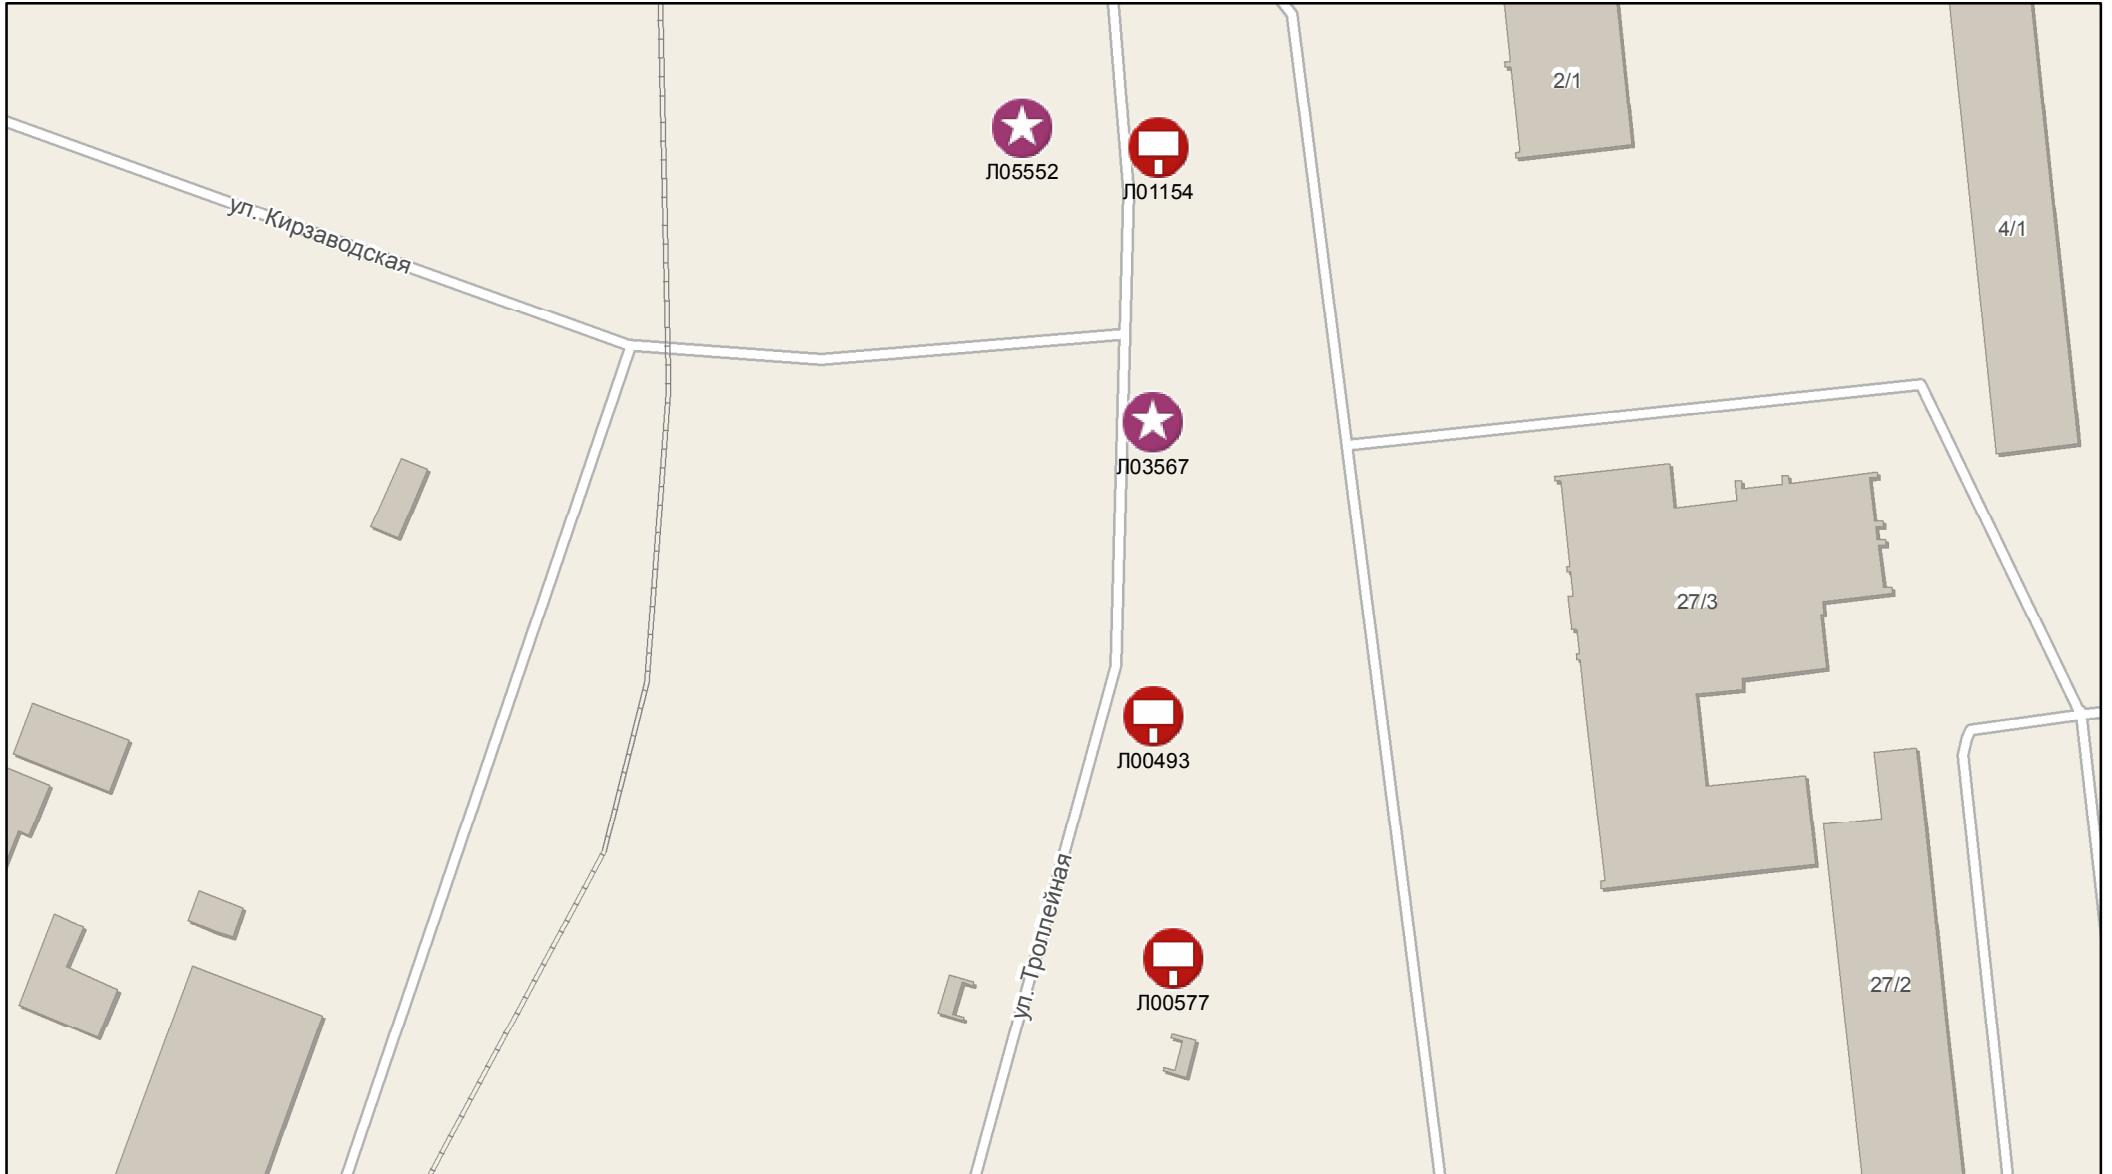 2/1
Л05552
Л01154
ул. Кирзаводская
4/1
Л03567
27/3
Л00493
ул. Троллейная
27/2
Л00577